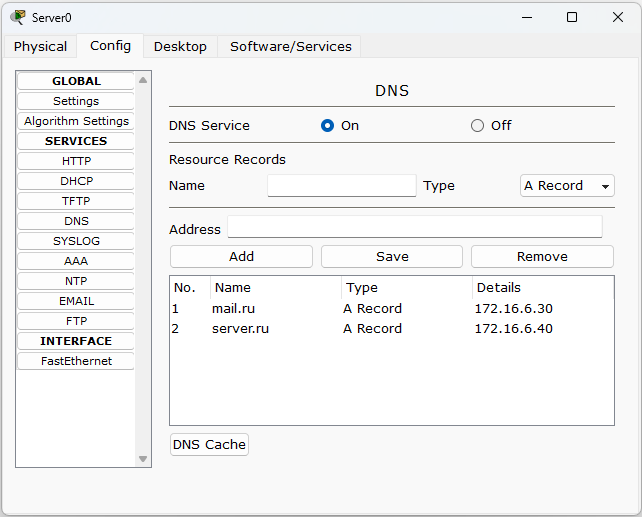 Server0
Physical Config Desktop Software/Services
GLOBAL
Settings
Algorithm Settings
SERVICES
HTTP
DHCP
TFTP
DNS
SYSLOG
AAA
NTP
EMAIL
FTP
INTERFACE
FastEthernet
DNS
DNS Service On Off
Resource Records
Name Type A Record
Address
Add Save Remove
No. Name Type Details
1 mail.ru A Record 172.16.6.30
2 server.ru A Record 172.16.6.40
DNS Cache